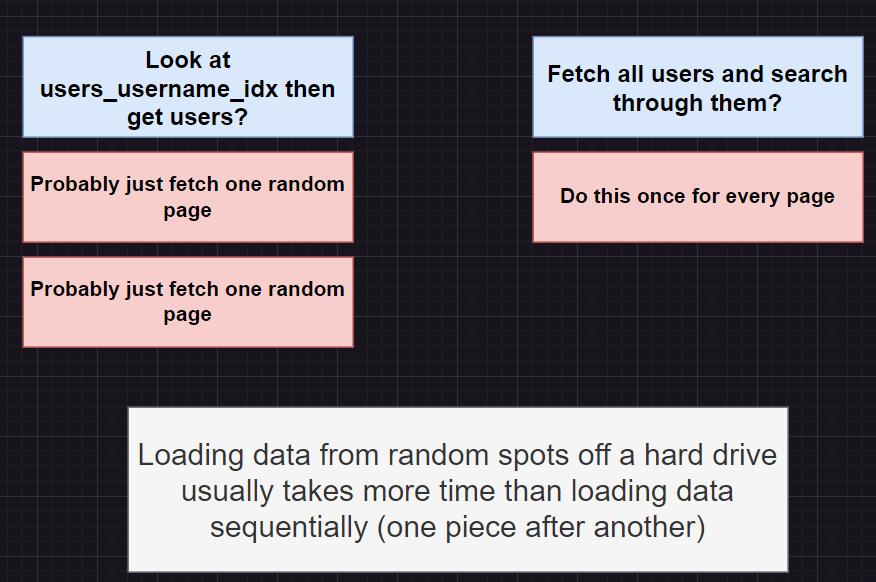 Look at
users_username_idx then
get users?
Probably just fetch one random
page
Probably just fetch one random
page
Fetch all users and search
through them?
Do this once for every page
Loading data from random spots off a hard drive
usually takes more time than loading data
sequentially (one piece after another)